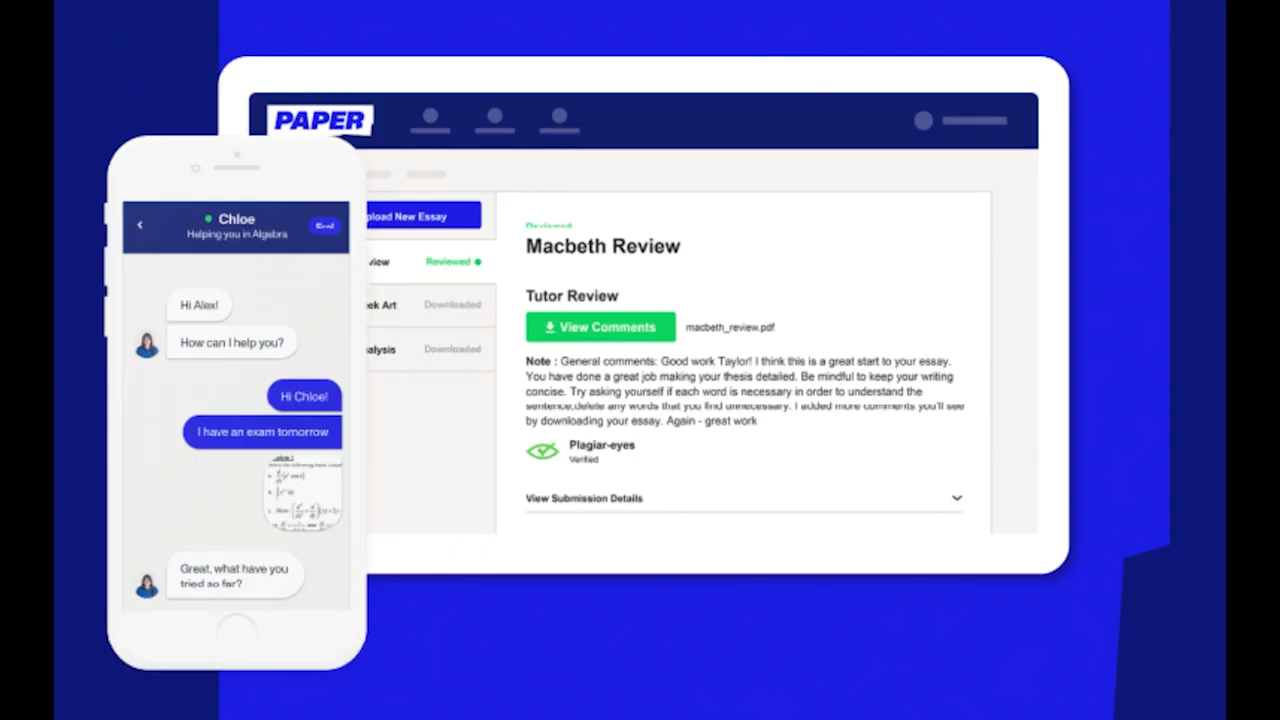 PAPER
Chloe
Helping you in Algebra
Hi Alex!
How can I help you?
Hi Chloe!
I have an exam tomorrow
Great, what have you
tried so far?
pload New Essay
view
Reviewed
ek Art
Downloaded
alysis
Downloaded
Reviewed
Macbeth Review
Tutor Review
View Comments
macbeth_review.pdf
Note : General comments: Good work Taylor! I think this is a great start to your essay.
You have done a great job making your thesis detailed. Be mindful to keep your writing
concise. Try asking yourself if each word is necessary in order to understand the
sentence,delete any words that you find unnecessary. I added more comments you'll see
by downloading your essay. Again - great work
Plagiar-eyes
Verified
View Submission Details